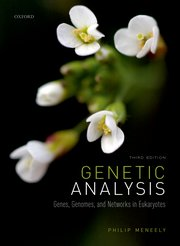 OXFORD
THIRD EDITION
GENETIC
ANALYSIS
Genes, Genomes, and Networks in Eukaryotes
PHILIP MENEELY